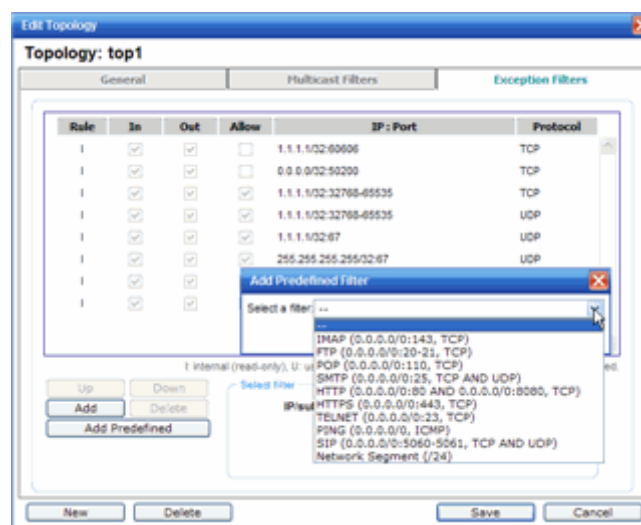 Edit Topology
Topology: top1
General Multicast Filters Exception Filters
Rule In Out Allow IP : Port Protocol
I 1.1.1.1/32:60606 TCP
I 0.0.0.0/32:50200 TCP
I 1.1.1.1/32:32768-65535 TCP
I 1.1.1.1/32:32768-65535 UDP
I 1.1.1.1/32:67 UDP
I 255.255.255.255/32:67 UDP
I
I
Add Predefined Filter
Select a filter: --
--
IMAP (0.0.0.0/0:143, TCP)
FTP (0.0.0.0/0:20-21, TCP)
POP (0.0.0.0/0:110, TCP)
SMTP (0.0.0.0/0:25, TCP AND UDP)
HTTP (0.0.0.0/0:80 AND 0.0.0.0/0:8080, TCP)
HTTPS (0.0.0.0/0:443, TCP)
TELNET (0.0.0.0/0:23, TCP)
PING (0.0.0.0/0, ICMP)
SIP (0.0.0.0/0:5060-5061, TCP AND UDP)
Network Segment (/24)
I: internal (read-only), U: u ed.
Up Down
Select filter
Add Delete
IP/su
Add Predefined
New Delete Save Cancel